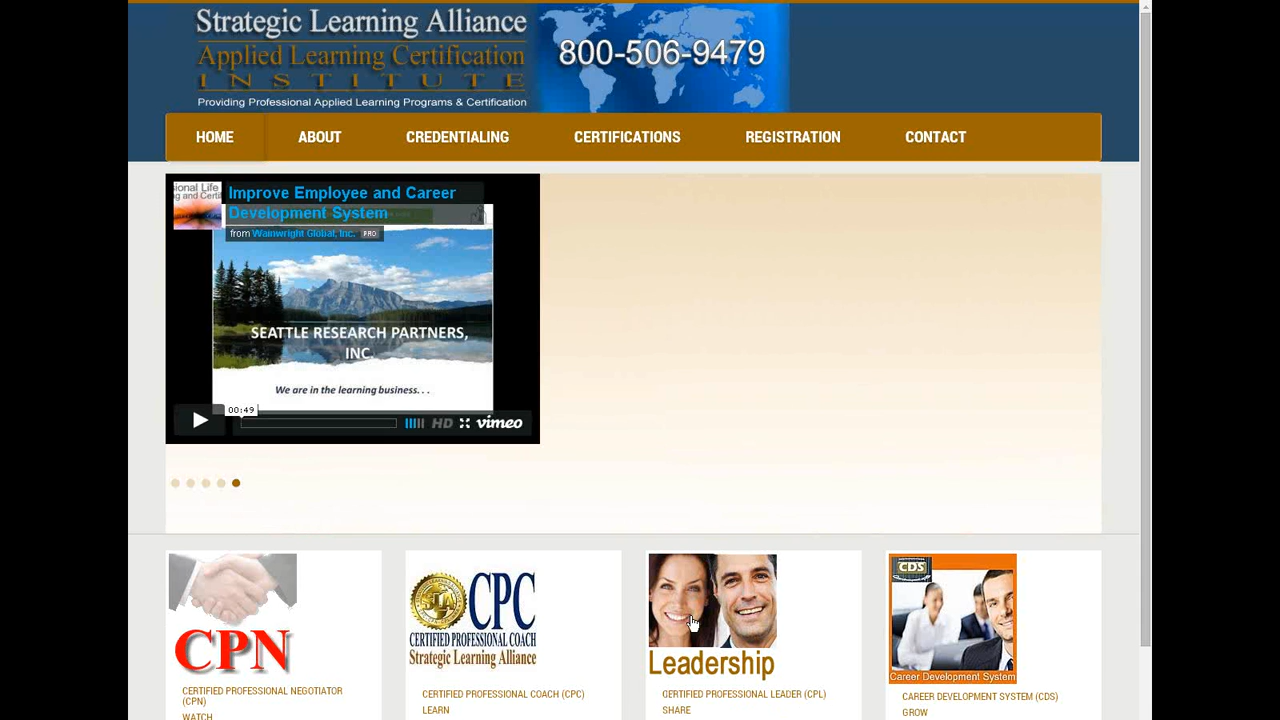 Strategic Learning Alliance
Applied Learning Certification
INSTITUTE
Providing Professional Applied Learning Programs & Certification
800-506-9479
HOME ABOUT CREDENTIALING CERTIFICATIONS REGISTRATION CONTACT
Improve Employee and Career
Development System
from Wainwright Global, Inc. PRO
SEATTLE RESEARCH PARTNERS,
INC.
We are in the learning business. . .
00:49
HD vimeo
CPN
CERTIFIED PROFESSIONAL NEGOTIATOR
(CPN)
WATCH
CPC
CERTIFIED PROFESSIONAL COACH
Strategic Learning Alliance
CERTIFIED PROFESSIONAL COACH (CPC)
LEARN
Leadership
CERTIFIED PROFESSIONAL LEADER (CPL)
SHARE
CDS
Career Development System
CAREER DEVELOPMENT SYSTEM (CDS)
GROW